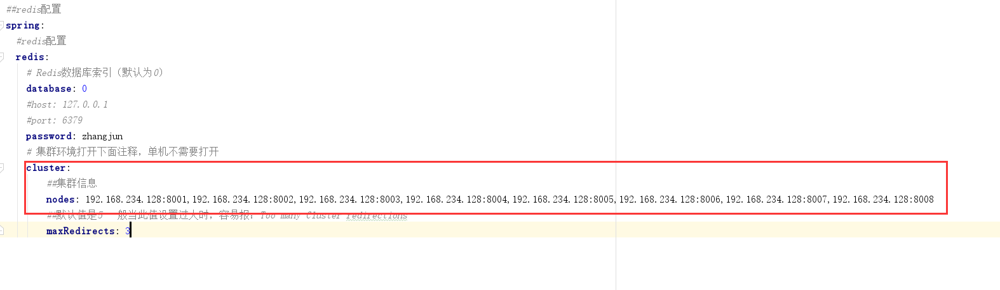 ##redis配置
spring:
#redis配置
redis:
# Redis数据库索引（默认为0）
database: 0
#host: 127.0.0.1
#port: 6379
password: zhangjun
# 集群环境打开下面注释，单机不需要打开
cluster:
##集群信息
nodes: 192.168.234.128:8001,192.168.234.128:8002,192.168.234.128:8003,192.168.234.128:8004,192.168.234.128:8005,192.168.234.128:8006,192.168.234.128:8007,192.168.234.128:8008
##默认值是5 一般当此值设置过大时，容易报：Too many Cluster redirections
maxRedirects: 3